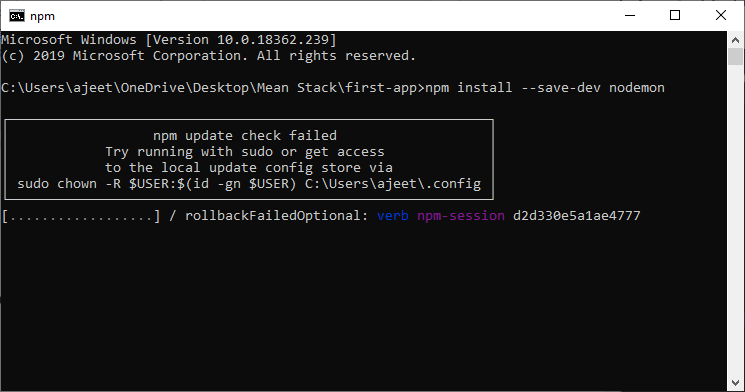 npm
Microsoft Windows [Version 10.0.18362.239]
(c) 2019 Microsoft Corporation. All rights reserved.
C:\Users\ajeet\OneDrive\Desktop\Mean Stack\first-app>npm install --save-dev nodemon
npm update check failed
Try running with sudo or get access
to the local update config store via
sudo chown -R $USER:$(id -gn $USER) C:\Users\ajeet\.config
[..................] / rollbackFailedOptional: verb npm-session d2d330e5a1ae4777